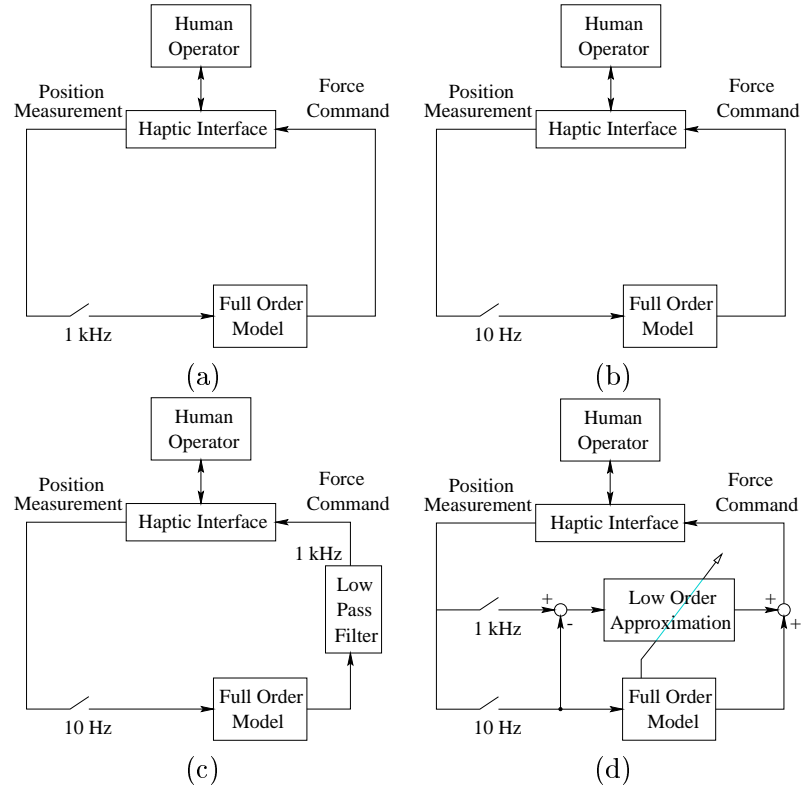 Human
Operator
Position
Measurement
Force
Command
Haptic Interface
1 kHz
Full Order
Model
(a)
Human
Operator
Position
Measurement
Force
Command
Haptic Interface
10 Hz
Full Order
Model
(b)
Human
Operator
Position
Measurement
Force
Command
Haptic Interface
1 kHz
Low
Pass
Filter
10 Hz
Full Order
Model
(c)
Human
Operator
Position
Measurement
Force
Command
Haptic Interface
1 kHz
+
-
Low Order
Approximation
+
+
10 Hz
Full Order
Model
(d)